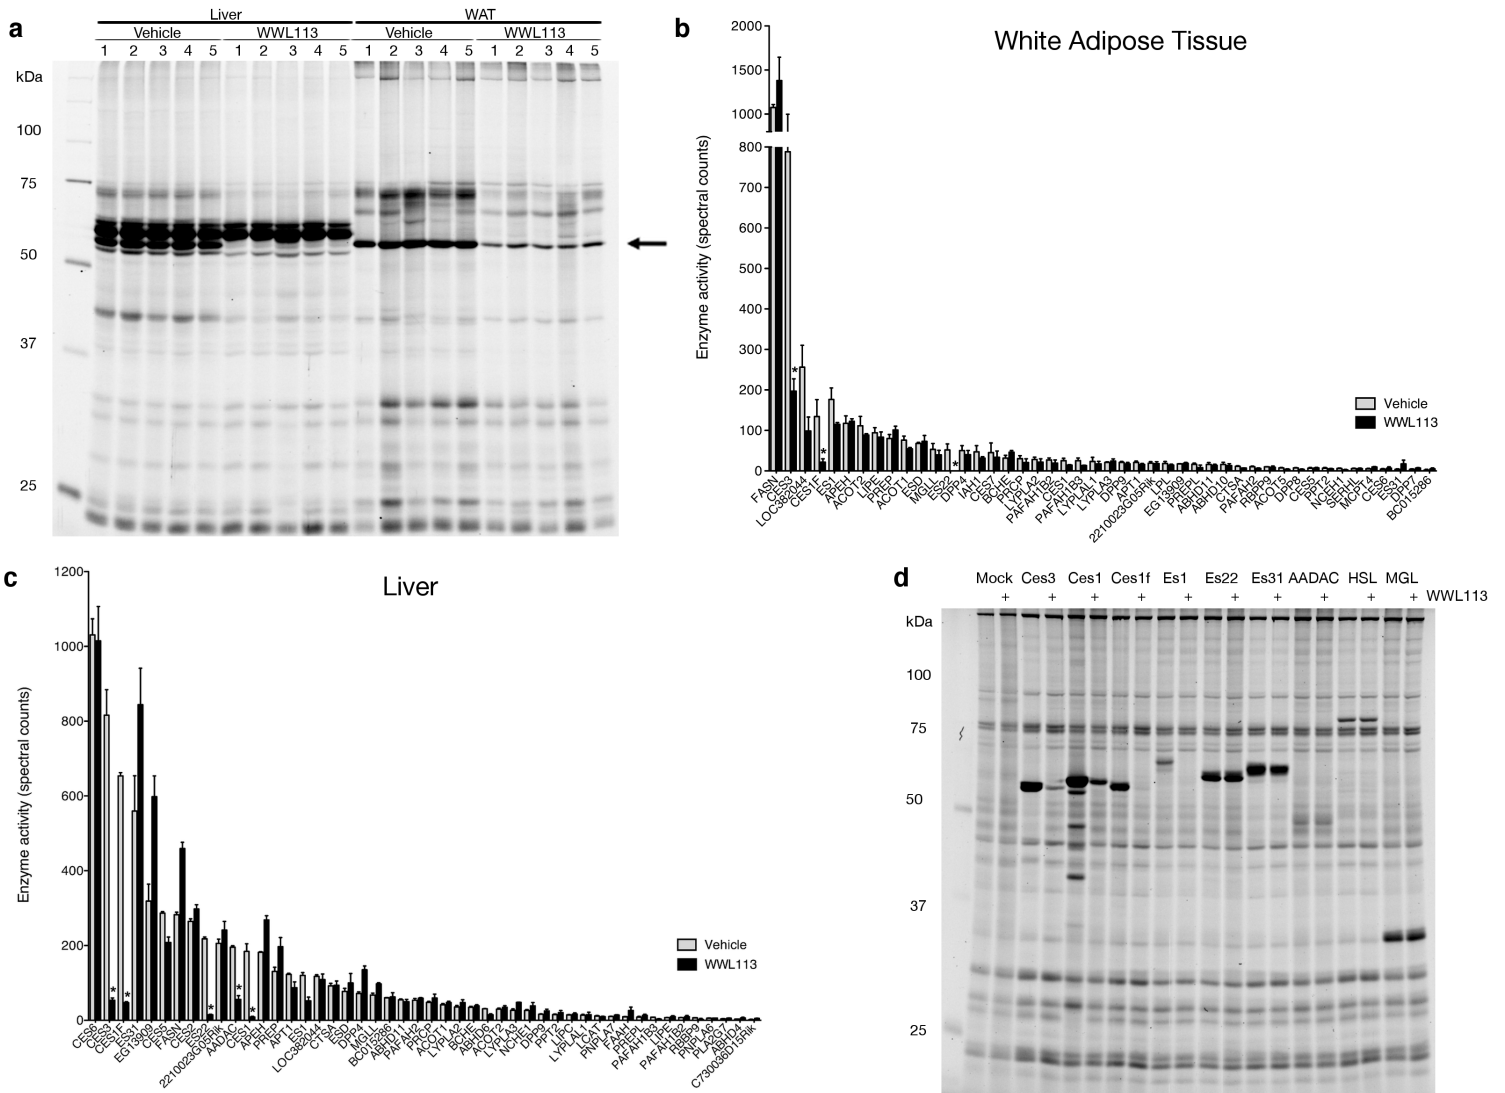 a
Liver WAT
Vehicle WWL113 Vehicle WWL113
1 2 3 4 5 1 2 3 4 5 1 2 3 4 5 1 2 3 4 5
kDa
100
75
50
37
25
b
White Adipose Tissue
Enzyme activity (spectral counts)
2000
1500
1000
800
700
600
500
400
300
200
100
0
*
*
*
Vehicle
WWL113
FASN
CES3
LOC382044
CES1F
ES1
APEH
ACOT2
LIPE
PREP
ACOT1
ESD
MGLL
ES22
DPP4
IAH1
CES7
BCHE
PRCP
LYPLA2
PAFAH1B2
CES1
PAFAH1B3
LYPLAL1
LYPLA3
DPP9
APT1
2210023G05Rik
LPL
EG13909
PREPL
ABHD11
ABHD10
CTSA
PAFAH2
RBBP9
ACOT5
DPP8
CES5
PPT2
NCEH1
SERHL
MCPT4
CES6
ES31
DPP7
BC015286
c
Liver
Enzyme activity (spectral counts)
1200
1000
800
600
400
200
0
*
*
*
*
*
Vehicle
WWL113
CES6
CES3
CES1F
ES31
EG13909
CES5
FASN
CES2
ES22
2210023G05Rik
AADAC
CES1
APEH
PREP
APT1
ES1
LOC382044
CTSA
ESD
DPP4
MGLL
BC015286
ABHD11
PAFAH2
PRCP
ACOT1
LYPLA2
BCHE
ABHD6
ACOT2
LYPLA3
NCHE1
DPP9
PPT2
LIPC
LYPLAL1
LCAT
PNPLA7
FAAH
PREPL
PAFAH1B3
LIPE
PAFAH1B2
RBBP9
PNPLA6
PLA2G7
ABHD4
C730036D15Rik
d
Mock Ces3 Ces1 Ces1f Es1 Es22 Es31 AADAC HSL MGL
+ + + + + + + + + + WWL113
kDa
100
75
50
37
25